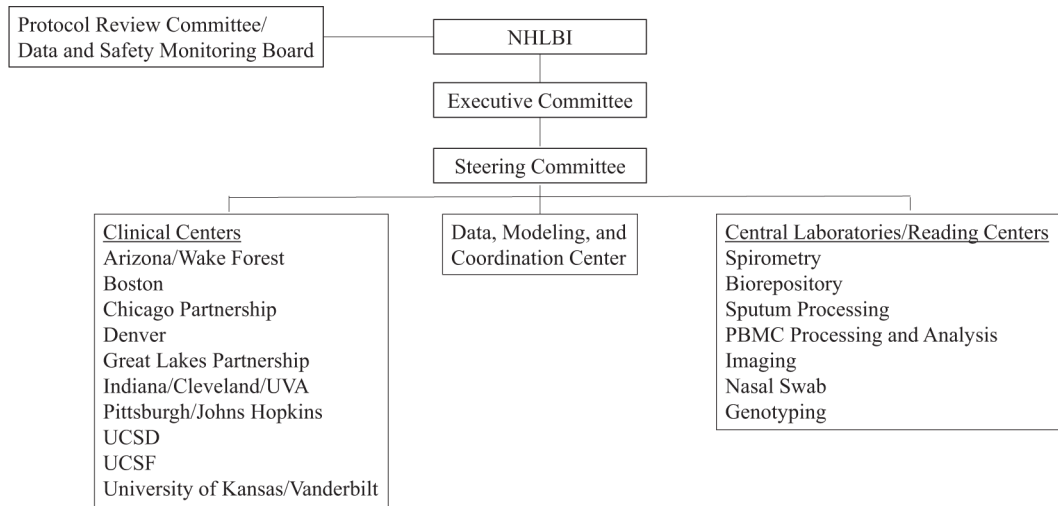 Protocol Review Committee/
Data and Safety Monitoring Board
NHLBI
Executive Committee
Steering Committee
Clinical Centers
Arizona/Wake Forest
Boston
Chicago Partnership
Denver
Great Lakes Partnership
Indiana/Cleveland/UVA
Pittsburgh/Johns Hopkins
UCSD
UCSF
University of Kansas/Vanderbilt
Data, Modeling, and
Coordination Center
Central Laboratories/Reading Centers
Spirometry
Biorepository
Sputum Processing
PBMC Processing and Analysis
Imaging
Nasal Swab
Genotyping